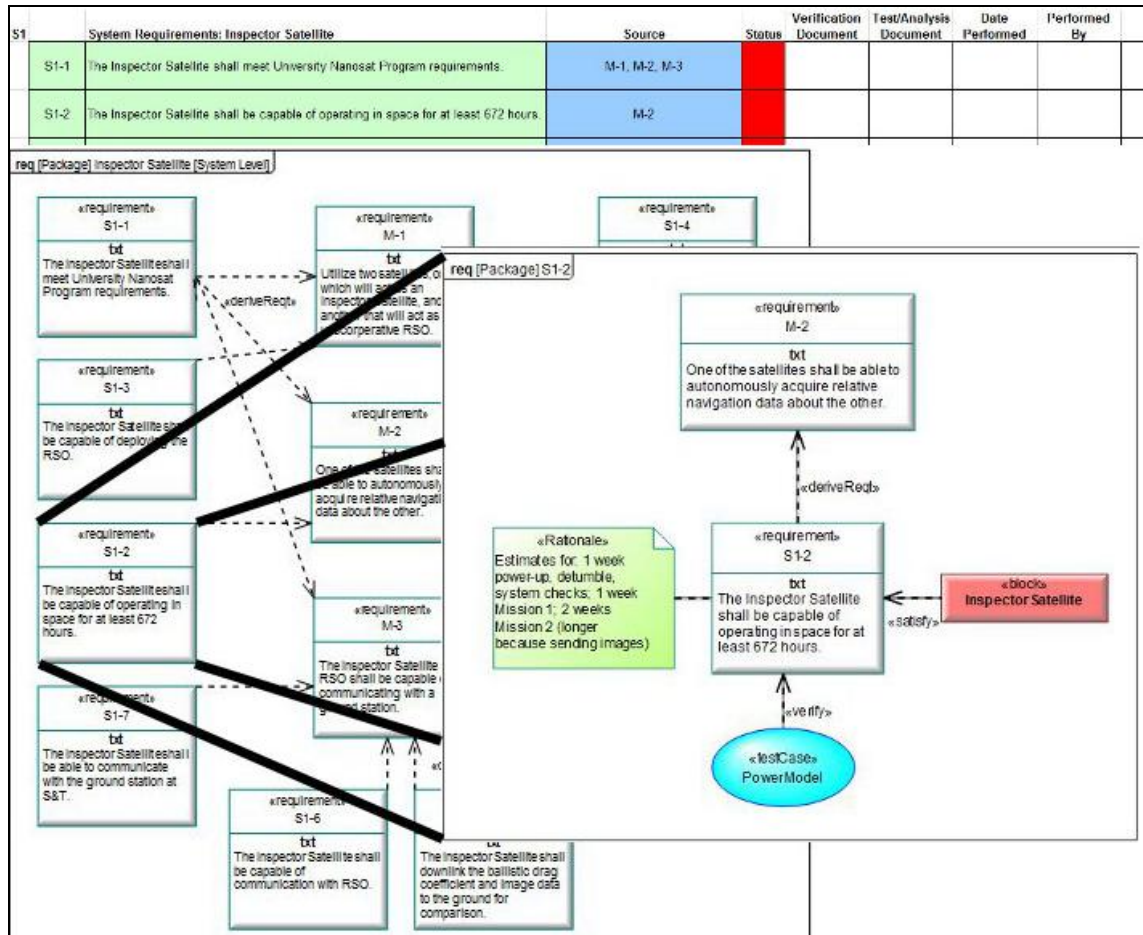 Verification Test/Analysis Date Performed
S1 System Requirements: Inspector Satellite Source Status Document Document Performed By
S1-1 The Inspector Satellite shall meet University Nanosat Program requirements. M-1, M-2, M-3
S1-2 The Inspector Satellite shall be capable of operating in space for at least 672 hours. M-2
req [Package] Inspector Satellite [System Level]
«requirement»
S1-1
txt
The Inspector Satellite shall
meet University Nanosat
Program requirements.
«requirement»
M-1
txt
Utilize two satellites,
which will act as an
inspector satellite, and
another that will act as
RSO.
«requirement»
S1-4
«deriveReqt»
«requirement»
S1-3
txt
The Inspector Satellite
be capable of deploying the
RSO.
«requirement»
M-2
txt
One of the satellites
able to autonomously
acquire relative
data about the other.
«requirement»
S1-2
txt
The Inspector Satellite shall
be capable of operating in
space for at least 672
hours.
«requirement»
M-3
txt
The Inspector Satellite
RSO shall be capable
communicating with a
ground station.
«requirement»
S1-7
txt
The Inspector Satellite shall
be able to communicate
with the ground station at
S&T.
«requirement»
S1-6
txt
The Inspector Satellite shall
be capable of
communication with RSO.
txt
The Inspector Satellite shall
downlink the ballistic drag
coefficient and image data
to the ground for
comparison.
req [Package] S1-2
«requirement»
M-2
txt
One of the satellites shall be able to
autonomously acquire relative
navigation data about the other.
«deriveReqt»
«Rationale»
Estimates for: 1 week
power-up, detumble,
system checks; 1 week
Mission 1; 2 weeks
Mission 2 (longer
because sending images)
«requirement»
S1-2
txt
The Inspector Satellite
shall be capable of
operating in space for at
least 672 hours.
«block»
Inspector Satellite
«satisfy»
«verify»
«testCase»
PowerModel